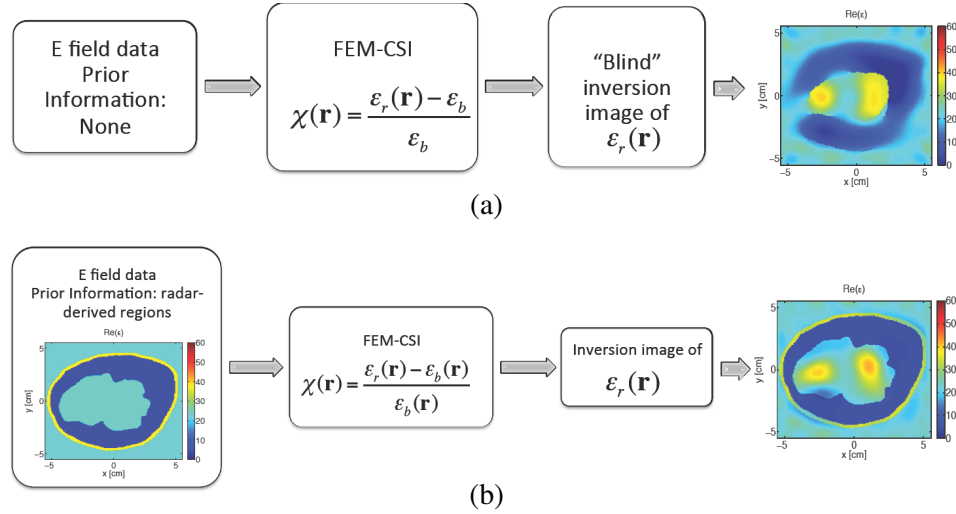 E field data
Prior
Information:
None
FEM-CSI
χ(r) = (ε_r(r) − ε_b) / ε_b
“Blind”
inversion
image of
ε_r(r)
Re(ε)
60
50
40
30
20
10
0
5
0
-5
y [cm]
-5 0 5
x [cm]
(a)
E field data
Prior Information: radar-
derived regions
Re(ε)
60
50
40
30
20
10
0
5
0
-5
y [cm]
-5 0 5
x [cm]
FEM-CSI
χ(r) = (ε_r(r) − ε_b(r)) / ε_b(r)
Inversion image of
ε_r(r)
Re(ε)
60
50
40
30
20
10
0
5
0
-5
y [cm]
-5 0 5
x [cm]
(b)